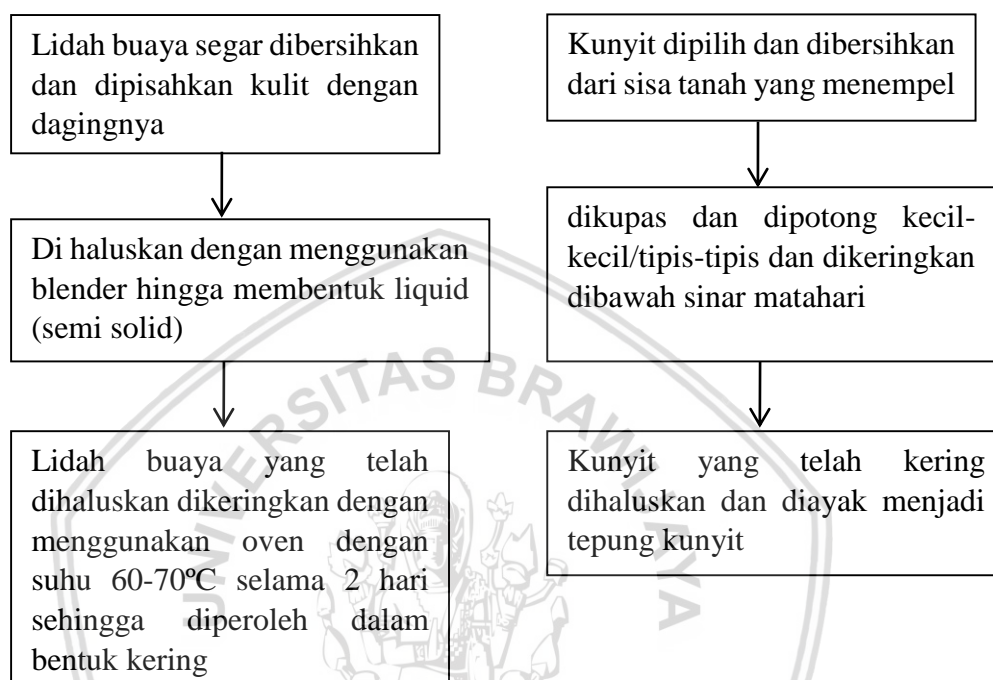 Lidah buaya segar dibersihkan
dan dipisahkan kulit dengan
dagingnya
Di haluskan dengan menggunakan
blender hingga membentuk liquid
(semi solid)
Lidah buaya yang telah
dihaluskan dikeringkan dengan
menggunakan oven dengan
suhu 60-70ºC selama 2 hari
sehingga diperoleh dalam
bentuk kering
Kunyit dipilih dan dibersihkan
dari sisa tanah yang menempel
dikupas dan dipotong kecil-
kecil/tipis-tipis dan dikeringkan
dibawah sinar matahari
Kunyit yang telah kering
dihaluskan dan diayak menjadi
tepung kunyit
UNIVERSITAS BRAWIJAYA